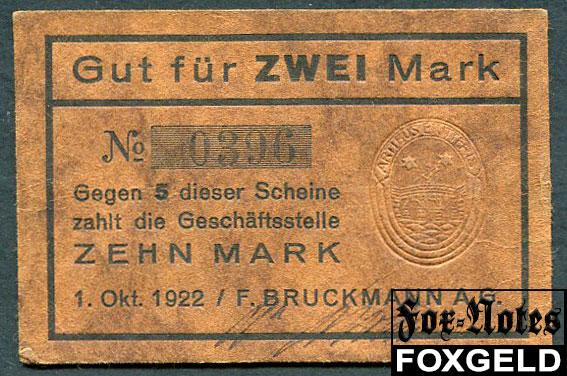 Gut für ZWEI Mark
№ 0396
Gegen 5 dieser Scheine
zahlt die Geschäftsstelle
ZEHN MARK
1. Okt. 1922 / F. BRUCKMANN A.G.
Fox-Notes
FOXGELD